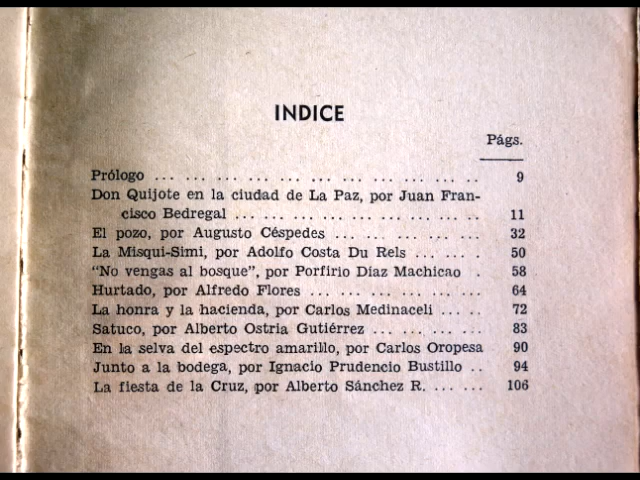 INDICE
Págs.
Prólogo ... ... ... ... ... ... ... ... ... .. 9
Don Quijote en la ciudad de La Paz, por Juan Fran-
cisco Bedregal ... ... ... ... ... ... ... .. 11
El pozo, por Augusto Céspedes ... ... ... ... ... 32
La Misqui-Simi, por Adolfo Costa Du Rels ... ... . 50
"No vengas al bosque", por Porfirio Díaz Machicao . 58
Hurtado, por Alfredo Flores ... ... ... ... ... ... 64
La honra y la hacienda, por Carlos Medinaceli ... .. 72
Satuco, por Alberto Ostria Gutiérrez ... ... ... ... 83
En la selva del espectro amarillo, por Carlos Oropesa 90
Junto a la bodega, por Ignacio Prudencio Bustillo .. 94
La fiesta de la Cruz, por Alberto Sánchez R. ... ... 106